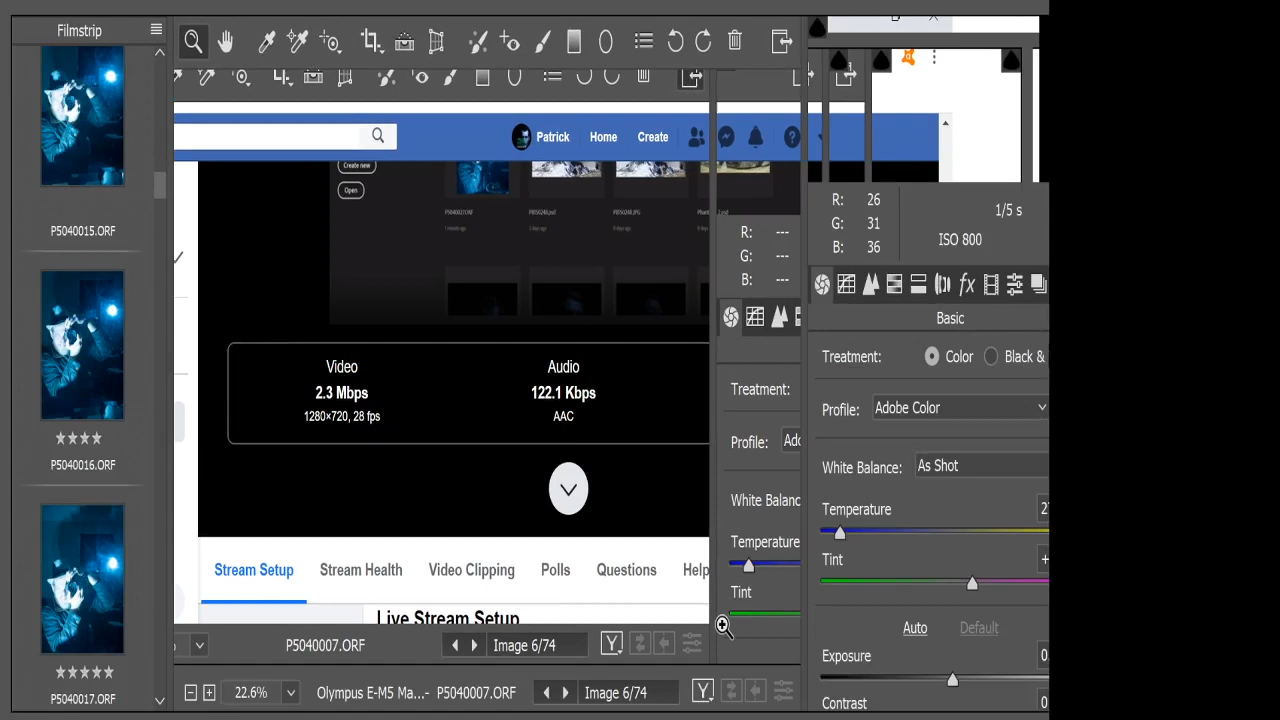 Filmstrip
P5040015.ORF
P5040016.ORF
P5040017.ORF
Patrick
Home
Create
Create new
Open
Video
2.3 Mbps
1280×720, 28 fps
Audio
122.1 Kbps
AAC
Stream Setup
Stream Health
Video Clipping
Polls
Questions
Help
Live Stream Setup
P5040007.ORF
Image 6/74
22.6%
Olympus E-M5 Ma...- P5040007.ORF
Image 6/74
R: ---
G: ---
B: ---
Treatment:
Profile: Ado
White Balance
Temperature
Tint
R: 26
G: 31
B: 36
1/5 s
ISO 800
fx
Basic
Treatment: Color Black &
Profile: Adobe Color
White Balance: As Shot
Temperature
Tint
Auto Default
Exposure
Contrast